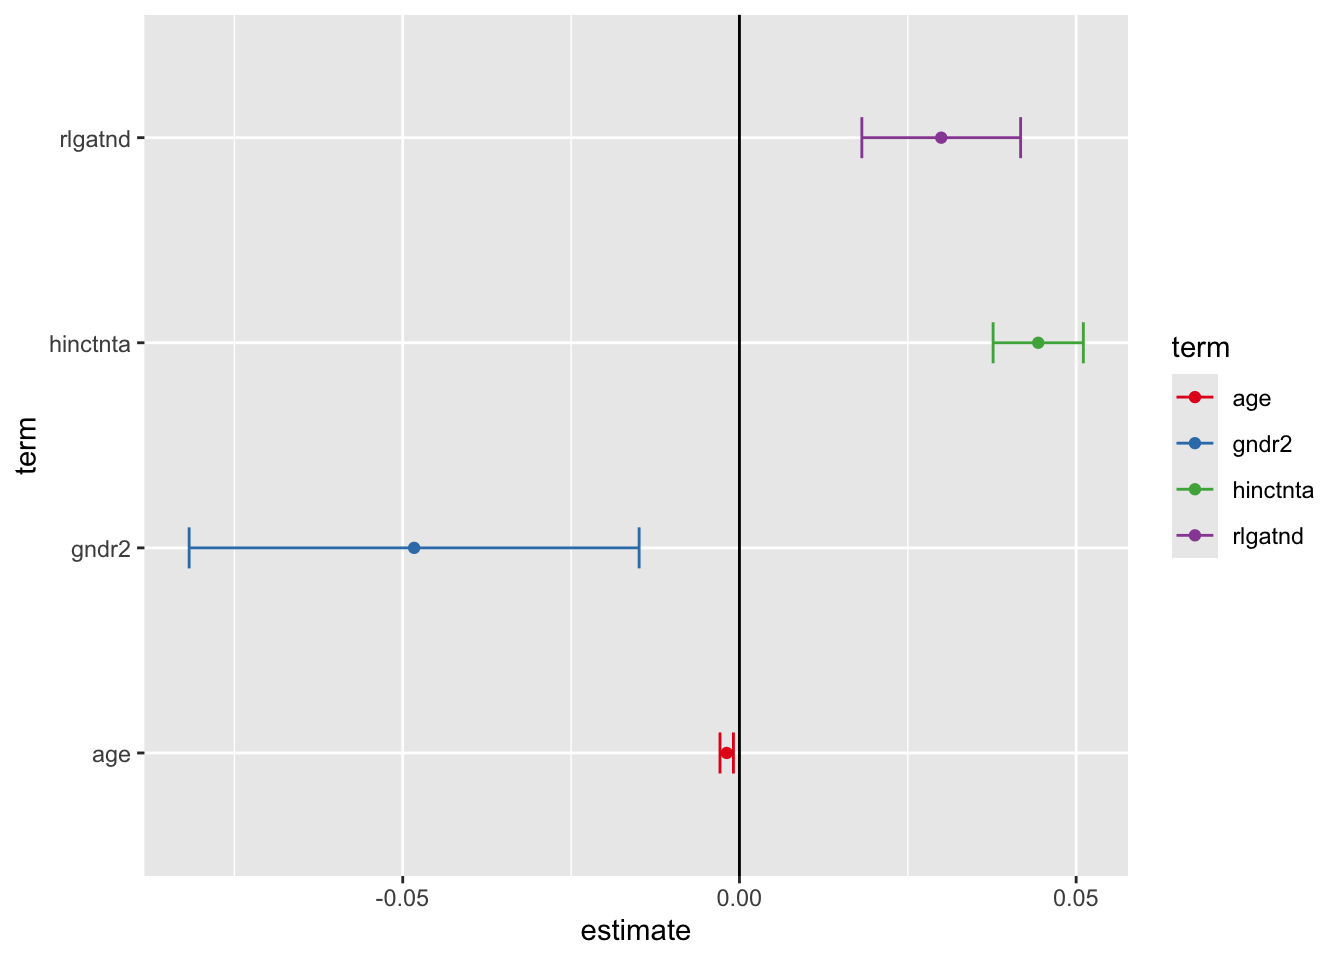 rlgatnd
hinctnta
gndr2
age
term
-0.05
0.00
0.05
estimate
term
age
gndr2
hinctnta
rlgatnd